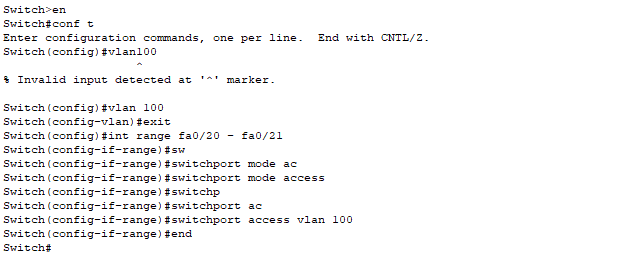 Switch>en
Switch#conf t
Enter configuration commands, one per line.  End with CNTL/Z.
Switch(config)#vlan100
                   ^
% Invalid input detected at '^' marker.

Switch(config)#vlan 100
Switch(config-vlan)#exit
Switch(config)#int range fa0/20 - fa0/21
Switch(config-if-range)#sw
Switch(config-if-range)#switchport mode ac
Switch(config-if-range)#switchport mode access
Switch(config-if-range)#switchp
Switch(config-if-range)#switchport ac
Switch(config-if-range)#switchport access vlan 100
Switch(config-if-range)#end
Switch#